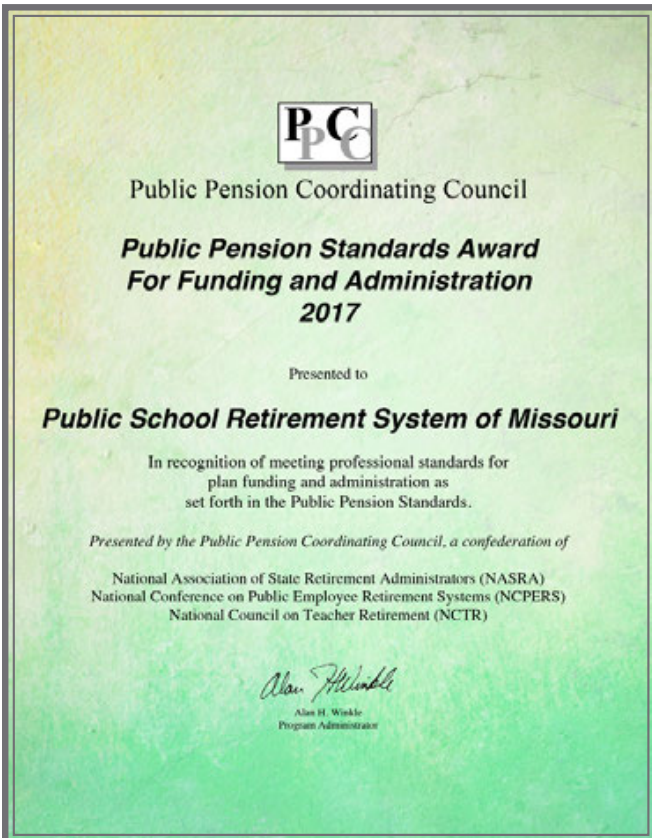 PPCC
Public Pension Coordinating Council
Public Pension Standards Award
For Funding and Administration
2017
Presented to
Public School Retirement System of Missouri
In recognition of meeting professional standards for
plan funding and administration as
set forth in the Public Pension Standards.
Presented by the Public Pension Coordinating Council, a confederation of
National Association of State Retirement Administrators (NASRA)
National Conference on Public Employee Retirement Systems (NCPERS)
National Council on Teacher Retirement (NCTR)
Alan H Winkle
Alan H. Winkle
Program Administrator